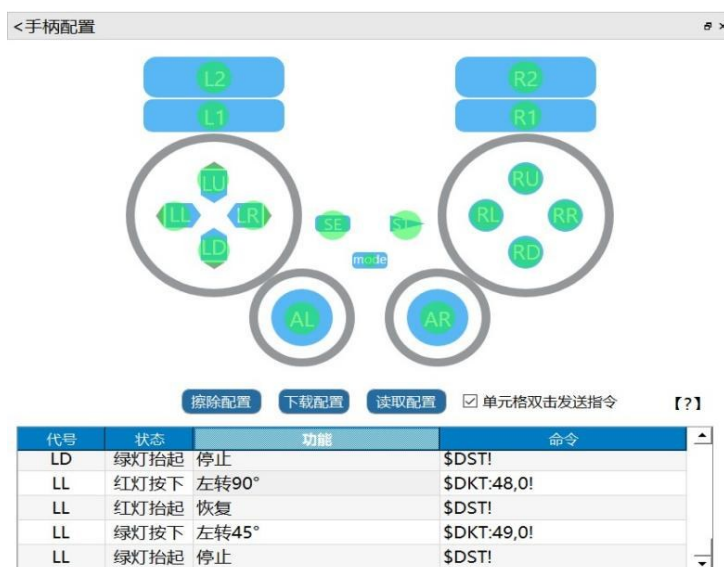 <手柄配置
L2 R2
L1 R1
LU RU
LL LR SE ST RL RR
LD RD
mode
AL AR
擦除配置 下载配置 读取配置 单元格双击发送指令 【?】
代号 状态 功能 命令
LD 绿灯抬起 停止 $DST!
LL 红灯按下 左转90° $DKT:48,0!
LL 红灯抬起 恢复 $DST!
LL 绿灯按下 左转45° $DKT:49,0!
LL 绿灯抬起 停止 $DST!